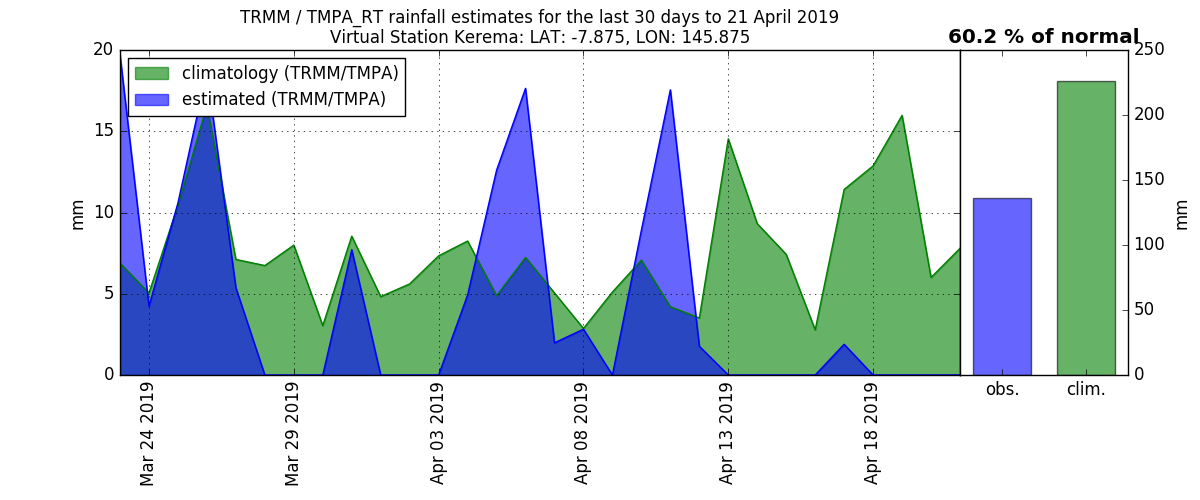 TRMM / TMPA_RT rainfall estimates for the last 30 days to 21 April 2019
Virtual Station Kerema: LAT: -7.875, LON: 145.875
60.2 % of normal
climatology (TRMM/TMPA)
estimated (TRMM/TMPA)
20
15
10
5
0
mm
250
200
150
100
50
0
mm
Mar 24 2019
Mar 29 2019
Apr 03 2019
Apr 08 2019
Apr 13 2019
Apr 18 2019
obs.
clim.